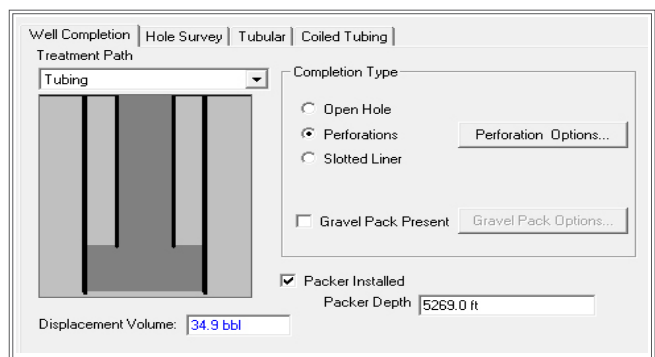 Well Completion Hole Survey Tubular Coiled Tubing
Treatment Path
Tubing
Completion Type
Open Hole
Perforations Perforation Options...
Slotted Liner
Gravel Pack Present Gravel Pack Options...
Packer Installed
Packer Depth 5269.0 ft
Displacement Volume: 34.9 bbl